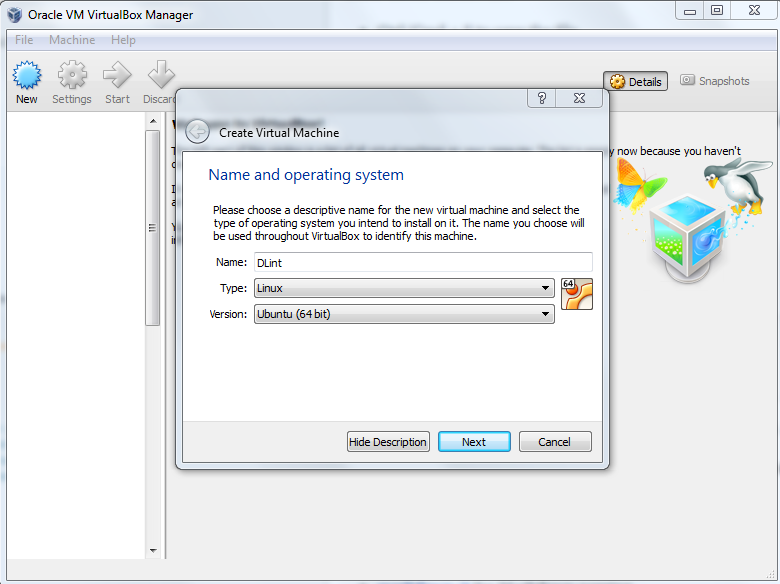 Oracle VM VirtualBox Manager
File Machine Help
New Settings Start Discard
Details Snapshots
Create Virtual Machine
y now because you haven't
Name and operating system
Please choose a descriptive name for the new virtual machine and select the
type of operating system you intend to install on it. The name you choose will
be used throughout VirtualBox to identify this machine.
Name: DLint
Type: Linux
64
Version: Ubuntu (64 bit)
Hide Description Next Cancel